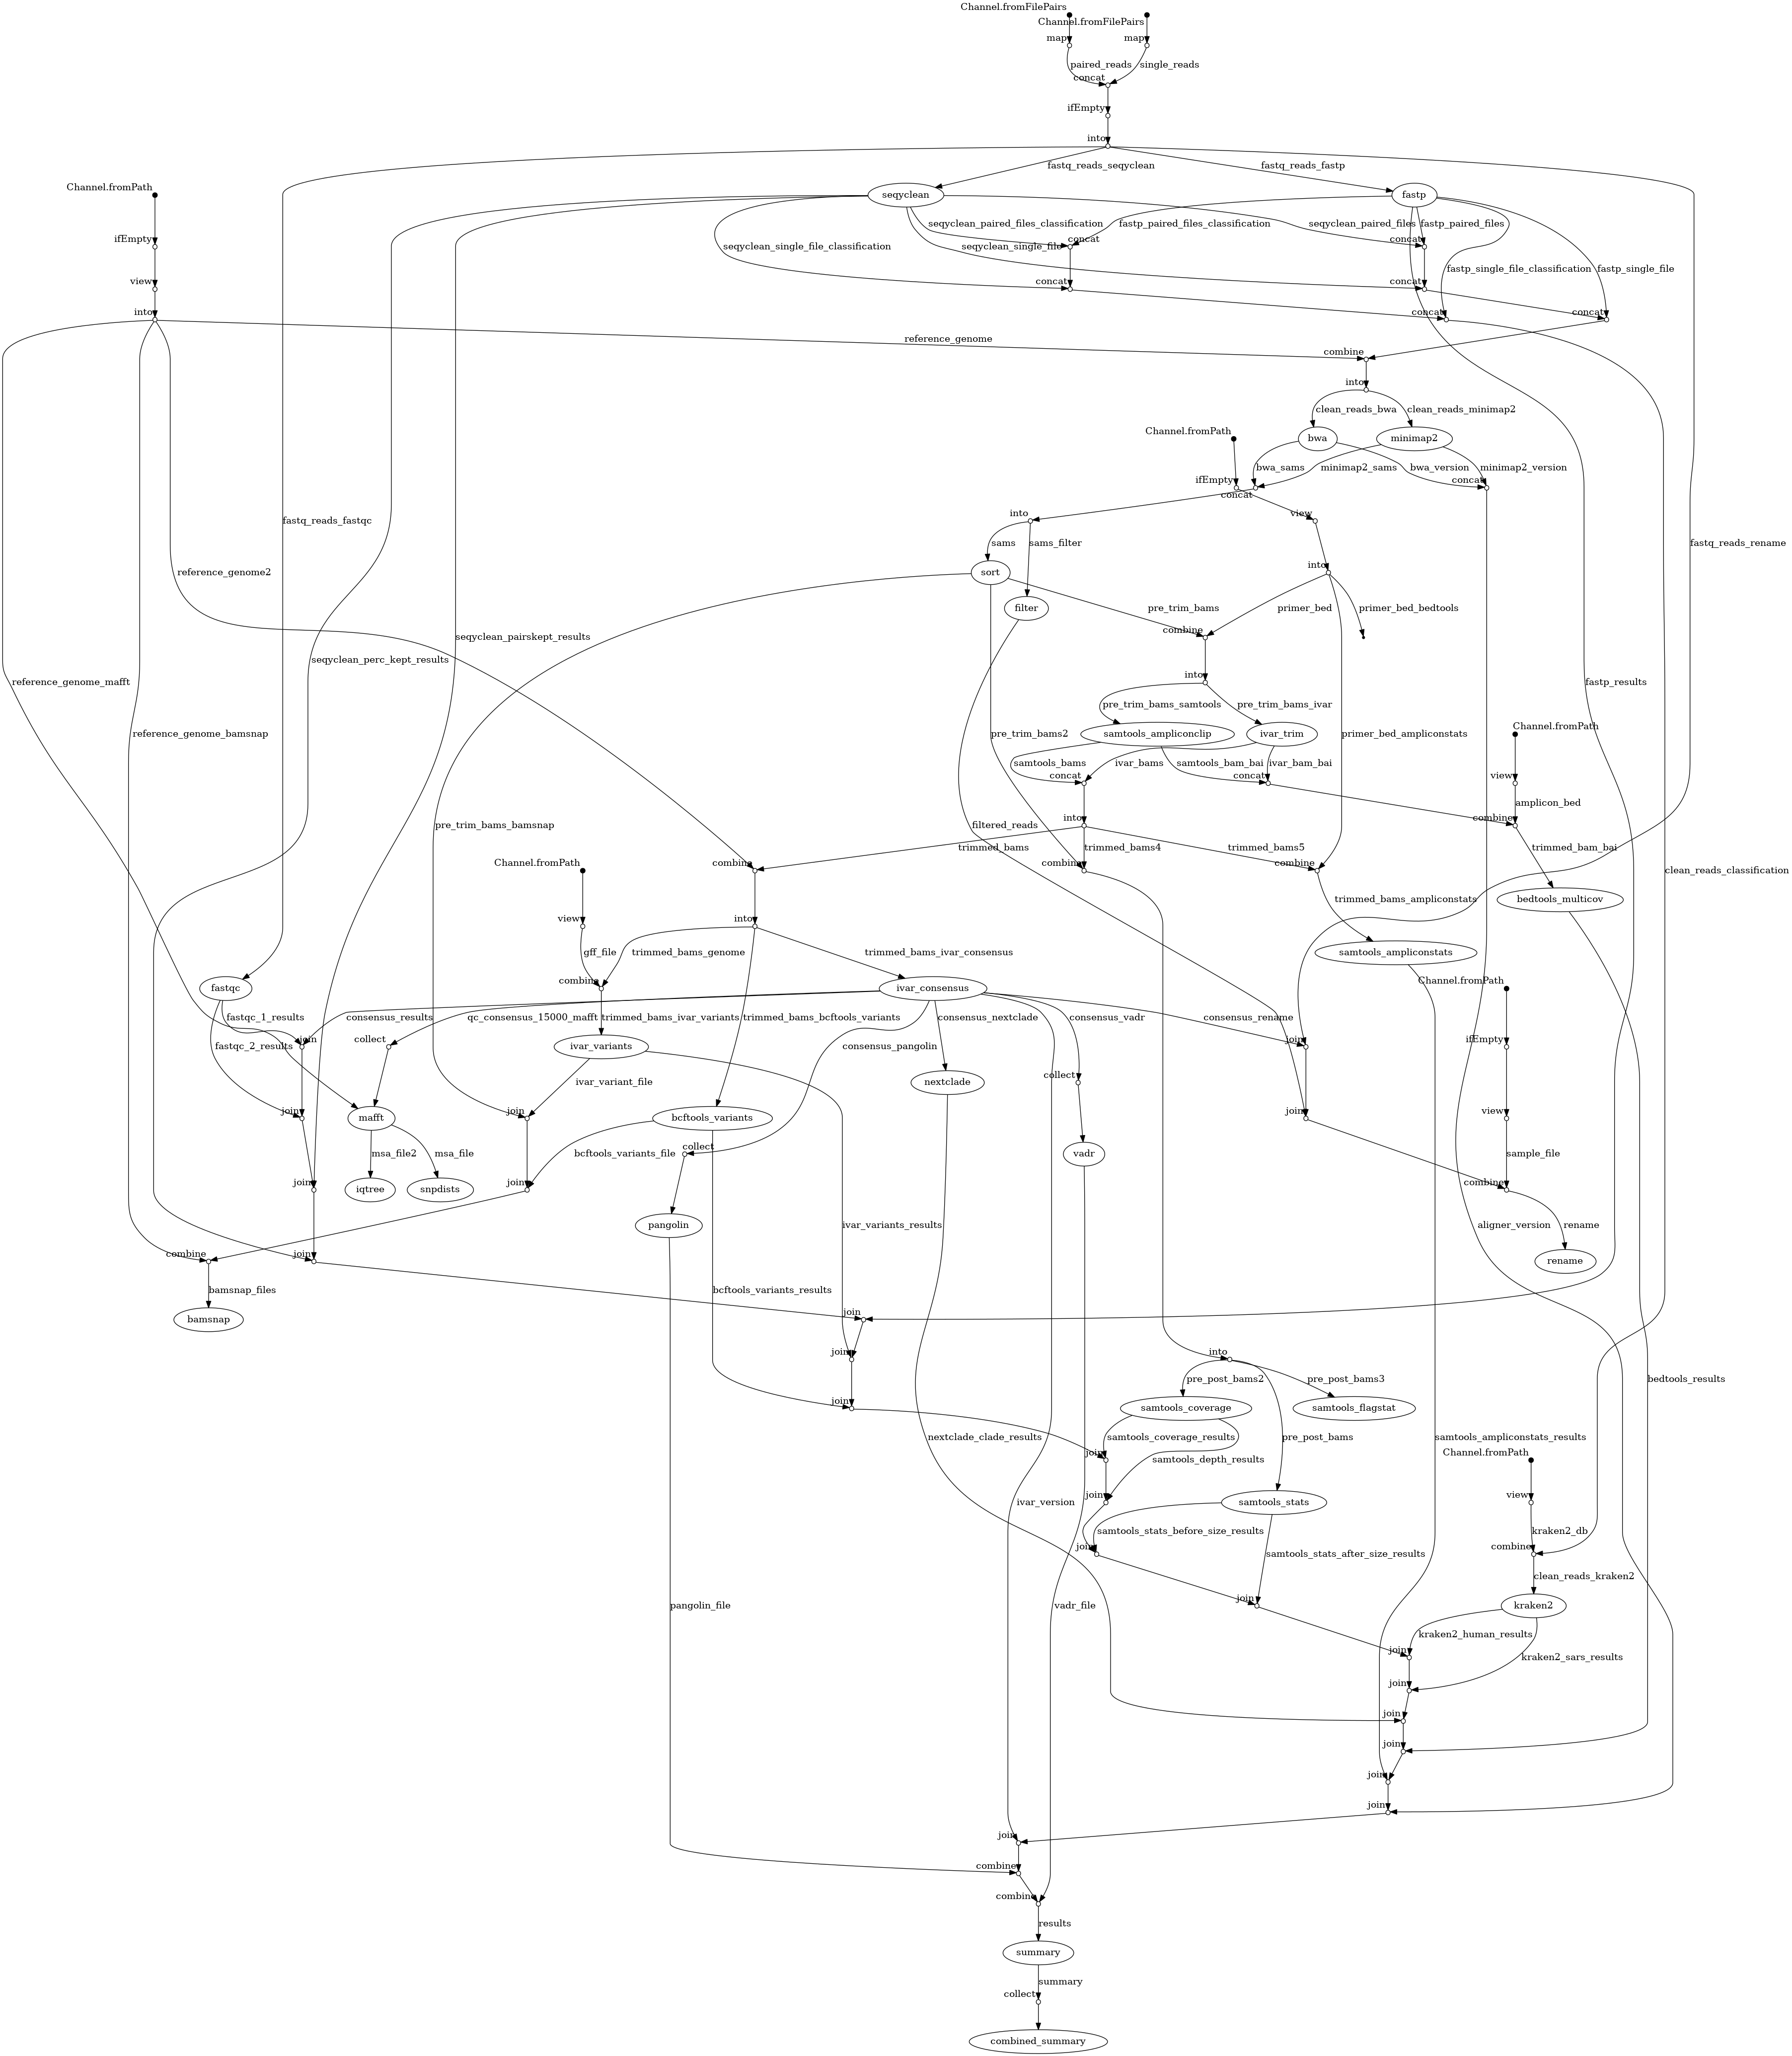 Channel.fromFilePairs
Channel.fromFilePairs
map
map
paired_reads
single_reads
concat
ifEmpty
into
fastq_reads_seqyclean
fastq_reads_fastp
Channel.fromPath
seqyclean
fastp
seqyclean_paired_files_classification
fastp_paired_files_classification
seqyclean_paired_files
fastp_paired_files
ifEmpty
concat
concat
seqyclean_single_file_classification
seqyclean_single_file
fastp_single_file_classification
fastp_single_file
view
concat
concat
into
concat
concat
reference_genome
combine
into
clean_reads_bwa
clean_reads_minimap2
Channel.fromPath
bwa
minimap2
bwa_sams
minimap2_sams
bwa_version
minimap2_version
ifEmpty
concat
concat
into
view
fastq_reads_fastqc
sams
sams_filter
fastq_reads_rename
reference_genome2
sort
into
filter
pre_trim_bams
primer_bed
primer_bed_bedtools
combine
seqyclean_pairskept_results
seqyclean_perc_kept_results
reference_genome_mafft
into
fastp_results
pre_trim_bams_samtools
pre_trim_bams_ivar
Channel.fromPath
reference_genome_bamsnap
pre_trim_bams2
samtools_ampliconclip
ivar_trim
primer_bed_ampliconstats
samtools_bams
ivar_bams
samtools_bam_bai
ivar_bam_bai
concat
concat
view
amplicon_bed
pre_trim_bams_bamsnap
filtered_reads
into
combine
trimmed_bams
trimmed_bams4
trimmed_bams5
trimmed_bam_bai
Channel.fromPath
combine
combine
combine
clean_reads_classification
trimmed_bams_ampliconstats
bedtools_multicov
view
into
gff_file
trimmed_bams_genome
trimmed_bams_ivar_consensus
samtools_ampliconstats
Channel.fromPath
fastqc
combine
ivar_consensus
fastqc_1_results
consensus_results
qc_consensus_15000_mafft
trimmed_bams_ivar_variants
trimmed_bams_bcftools_variants
consensus_nextclade
consensus_vadr
consensus_rename
fastqc_2_results
join
collect
ivar_variants
consensus_pangolin
join
ifEmpty
ivar_variant_file
nextclade
collect
join
mafft
join
bcftools_variants
join
view
msa_file2
msa_file
bcftools_variants_file
collect
vadr
sample_file
join
iqtree
snpdists
join
combine
pangolin
ivar_variants_results
aligner_version
rename
combine
join
rename
bamsnap_files
bcftools_variants_results
bamsnap
join
join
into
pre_post_bams2
pre_post_bams3
bedtools_results
join
samtools_coverage
samtools_flagstat
nextclade_clade_results
samtools_coverage_results
pre_post_bams
samtools_ampliconstats_results
join
samtools_depth_results
Channel.fromPath
ivar_version
join
samtools_stats
view
samtools_stats_before_size_results
kraken2_db
join
samtools_stats_after_size_results
combine
clean_reads_kraken2
pangolin_file
vadr_file
join
kraken2
kraken2_human_results
join
kraken2_sars_results
join
join
join
join
join
join
combine
combine
results
summary
summary
collect
combined_summary